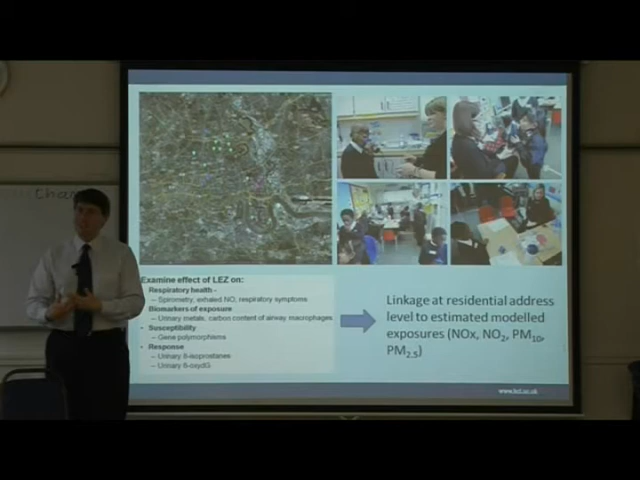 than
Examine effect of LEZ on:
Respiratory health -
– Spirometry, exhaled NO, respiratory symptoms
Biomarkers of exposure
– Urinary metals, carbon content of airway macrophages
- Susceptibility
– Gene polymorphisms
- Response
– Urinary 8-isoprostanes
– Urinary 8-oxydG
Linkage at residential address
level to estimated modelled
exposures (NOx, NO2, PM10,
PM2.5)